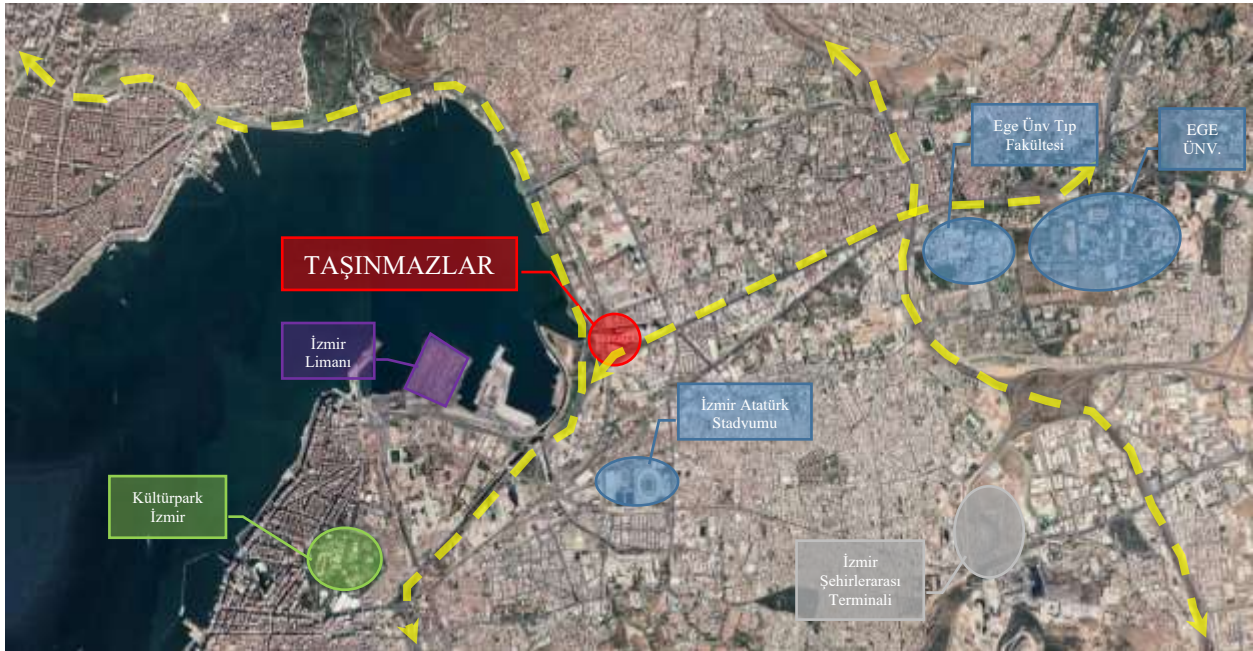 Ege Ünv Tıp
Fakültesi
EGE
ÜNV.
TAŞINMAZLAR
İzmir
Limanı
İzmir Atatürk
Stadyumu
Kültürpark
İzmir
İzmir
Şehirlerarası
Terminali